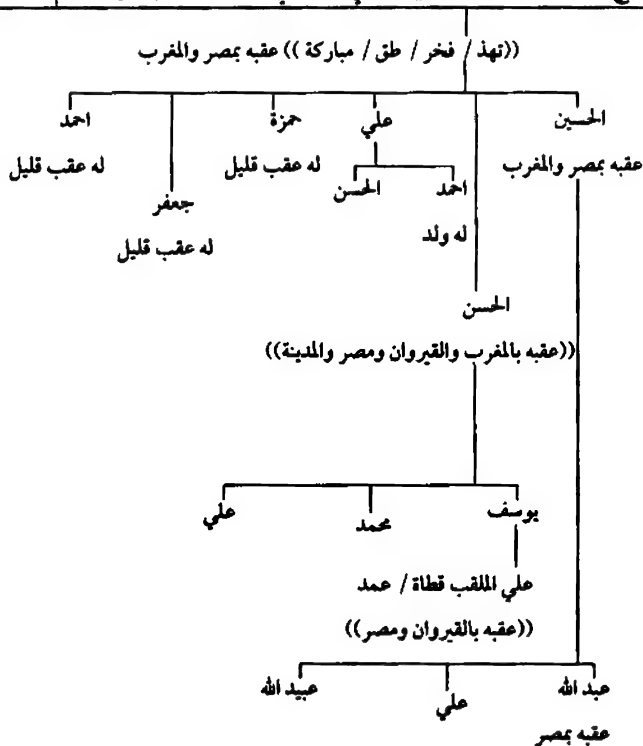 ((تهذ / فخر / طق / مباركة)) عقبه بمصر والمغرب
الحسين
علي
حمزة
احمد
عقبه بمصر والمغرب
له عقب قليل
له عقب قليل
احمد
الحسن
جعفر
له ولد
له عقب قليل
الحسن
((عقبه بالمغرب والقيروان ومصر والمدينة))
يوسف
محمد
علي
علي الملقب قطاة / عمد
((عقبه بالقيروان ومصر))
عبد الله
علي
عبيد الله
عقبه بمصر